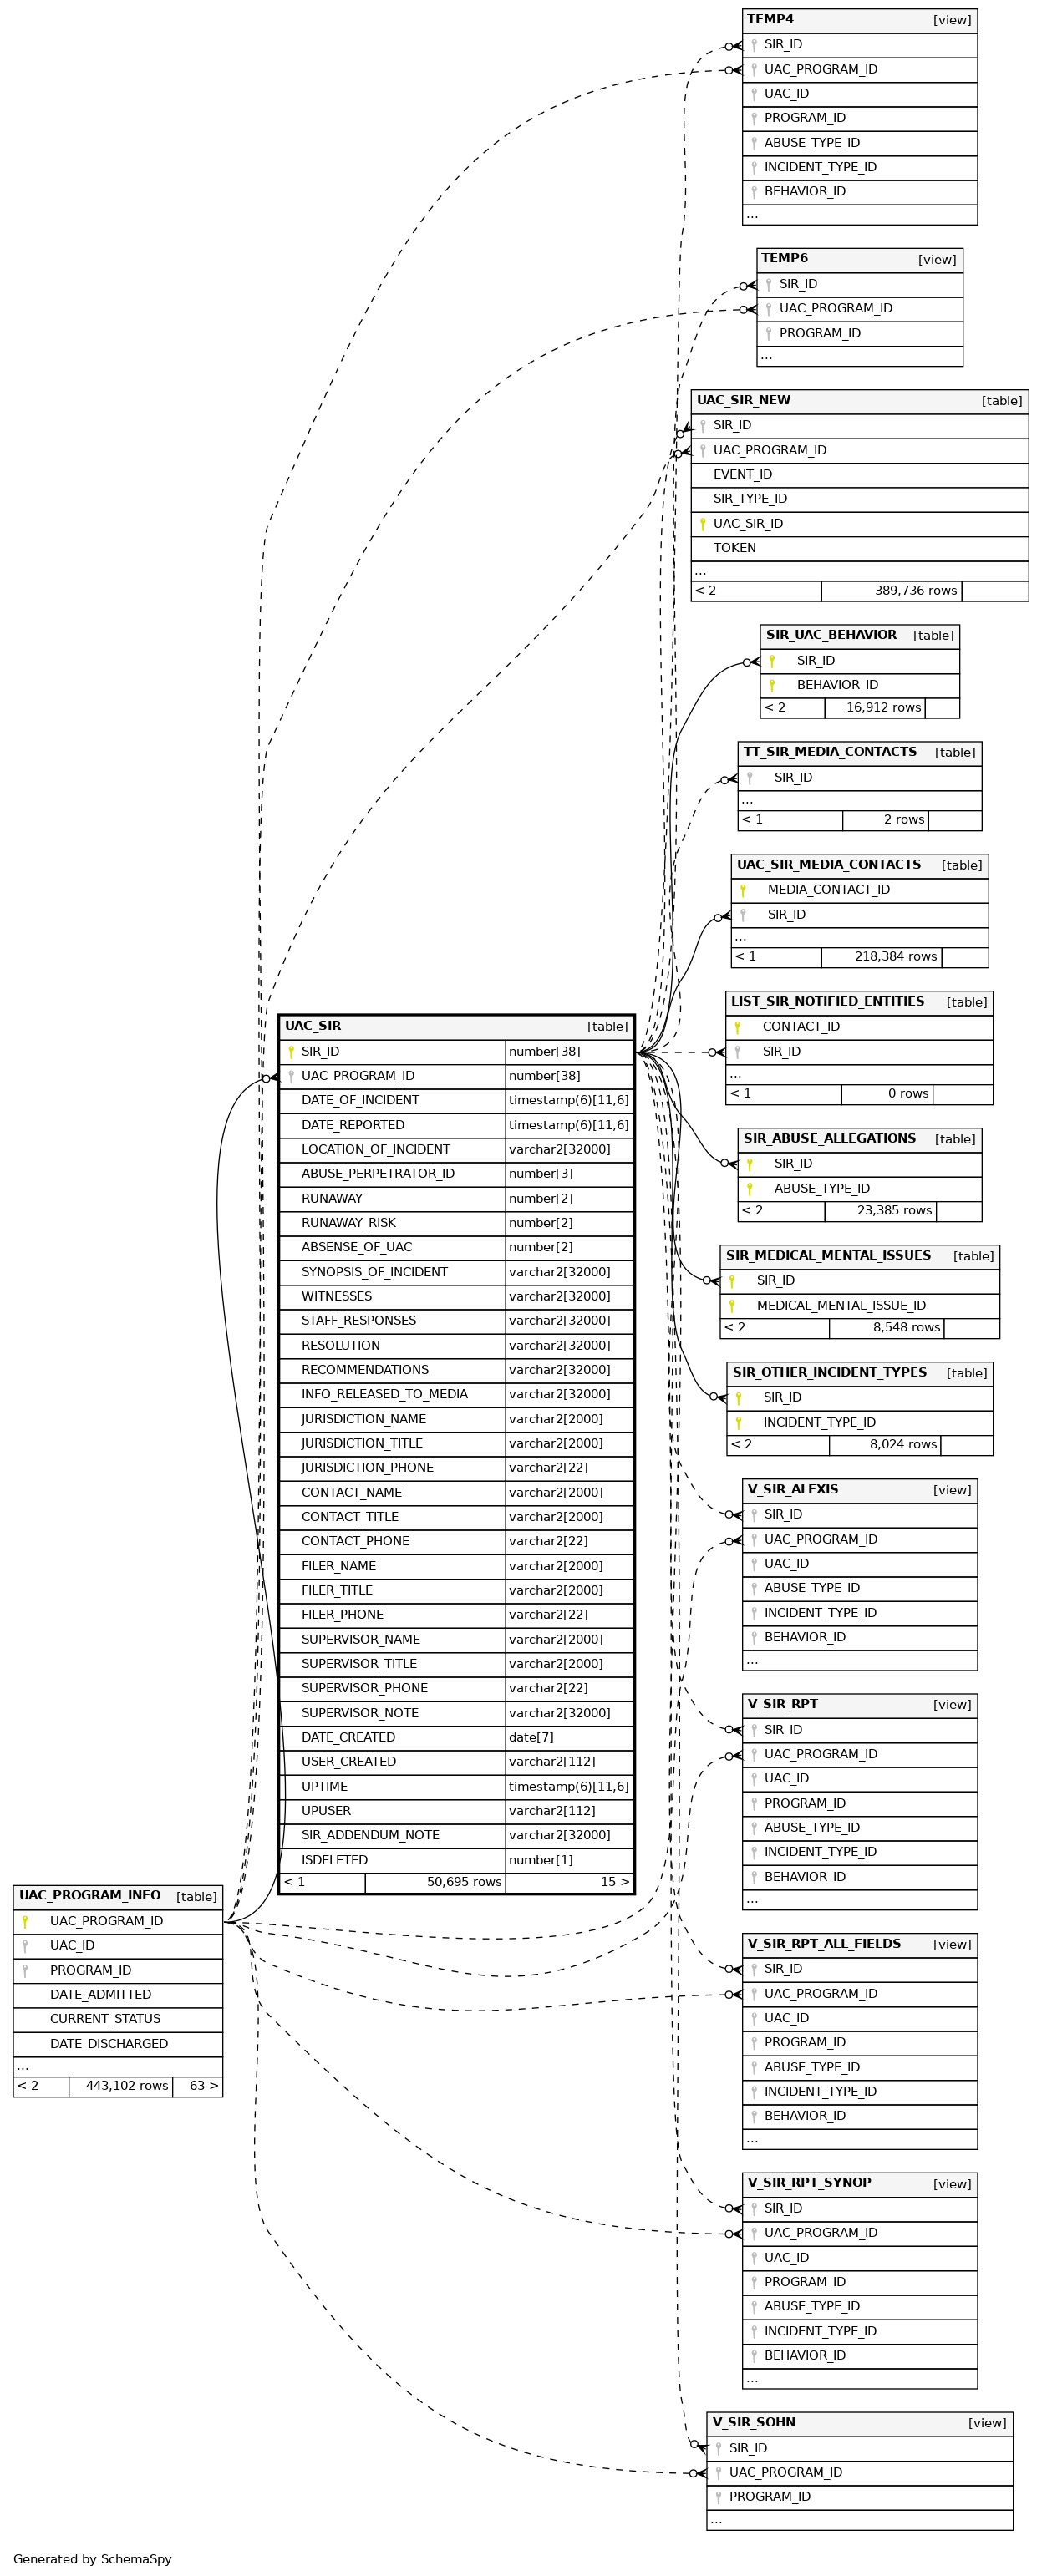 TEMP4 [view]
SIR_ID
UAC_PROGRAM_ID
UAC_ID
PROGRAM_ID
ABUSE_TYPE_ID
INCIDENT_TYPE_ID
BEHAVIOR_ID
...
TEMP6 [view]
SIR_ID
UAC_PROGRAM_ID
PROGRAM_ID
...
UAC_SIR_NEW [table]
SIR_ID
UAC_PROGRAM_ID
EVENT_ID
SIR_TYPE_ID
UAC_SIR_ID
TOKEN
...
< 2 389,736 rows
SIR_UAC_BEHAVIOR [table]
SIR_ID
BEHAVIOR_ID
< 2 16,912 rows
TT_SIR_MEDIA_CONTACTS [table]
SIR_ID
...
< 1 2 rows
UAC_SIR_MEDIA_CONTACTS [table]
MEDIA_CONTACT_ID
SIR_ID
...
< 1 218,384 rows
LIST_SIR_NOTIFIED_ENTITIES [table]
CONTACT_ID
SIR_ID
...
< 1 0 rows
SIR_ABUSE_ALLEGATIONS [table]
SIR_ID
ABUSE_TYPE_ID
< 2 23,385 rows
SIR_MEDICAL_MENTAL_ISSUES [table]
SIR_ID
MEDICAL_MENTAL_ISSUE_ID
< 2 8,548 rows
SIR_OTHER_INCIDENT_TYPES [table]
SIR_ID
INCIDENT_TYPE_ID
< 2 8,024 rows
V_SIR_ALEXIS [view]
SIR_ID
UAC_PROGRAM_ID
UAC_ID
ABUSE_TYPE_ID
INCIDENT_TYPE_ID
BEHAVIOR_ID
...
V_SIR_RPT [view]
SIR_ID
UAC_PROGRAM_ID
UAC_ID
PROGRAM_ID
ABUSE_TYPE_ID
INCIDENT_TYPE_ID
BEHAVIOR_ID
...
V_SIR_RPT_ALL_FIELDS [view]
SIR_ID
UAC_PROGRAM_ID
UAC_ID
PROGRAM_ID
ABUSE_TYPE_ID
INCIDENT_TYPE_ID
BEHAVIOR_ID
...
V_SIR_RPT_SYNOP [view]
SIR_ID
UAC_PROGRAM_ID
UAC_ID
PROGRAM_ID
ABUSE_TYPE_ID
INCIDENT_TYPE_ID
BEHAVIOR_ID
...
V_SIR_SOHN [view]
SIR_ID
UAC_PROGRAM_ID
PROGRAM_ID
...
UAC_SIR [table]
SIR_ID number[38]
UAC_PROGRAM_ID number[38]
DATE_OF_INCIDENT timestamp(6)[11,6]
DATE_REPORTED timestamp(6)[11,6]
LOCATION_OF_INCIDENT varchar2[32000]
ABUSE_PERPETRATOR_ID number[3]
RUNAWAY number[2]
RUNAWAY_RISK number[2]
ABSENSE_OF_UAC number[2]
SYNOPSIS_OF_INCIDENT varchar2[32000]
WITNESSES varchar2[32000]
STAFF_RESPONSES varchar2[32000]
RESOLUTION varchar2[32000]
RECOMMENDATIONS varchar2[32000]
INFO_RELEASED_TO_MEDIA varchar2[32000]
JURISDICTION_NAME varchar2[2000]
JURISDICTION_TITLE varchar2[2000]
JURISDICTION_PHONE varchar2[22]
CONTACT_NAME varchar2[2000]
CONTACT_TITLE varchar2[2000]
CONTACT_PHONE varchar2[22]
FILER_NAME varchar2[2000]
FILER_TITLE varchar2[2000]
FILER_PHONE varchar2[22]
SUPERVISOR_NAME varchar2[2000]
SUPERVISOR_TITLE varchar2[2000]
SUPERVISOR_PHONE varchar2[22]
SUPERVISOR_NOTE varchar2[32000]
DATE_CREATED date[7]
USER_CREATED varchar2[112]
UPTIME timestamp(6)[11,6]
UPUSER varchar2[112]
SIR_ADDENDUM_NOTE varchar2[32000]
ISDELETED number[1]
< 1 50,695 rows 15 >
UAC_PROGRAM_INFO [table]
UAC_PROGRAM_ID
UAC_ID
PROGRAM_ID
DATE_ADMITTED
CURRENT_STATUS
DATE_DISCHARGED
...
< 2 443,102 rows 63 >
Generated by SchemaSpy